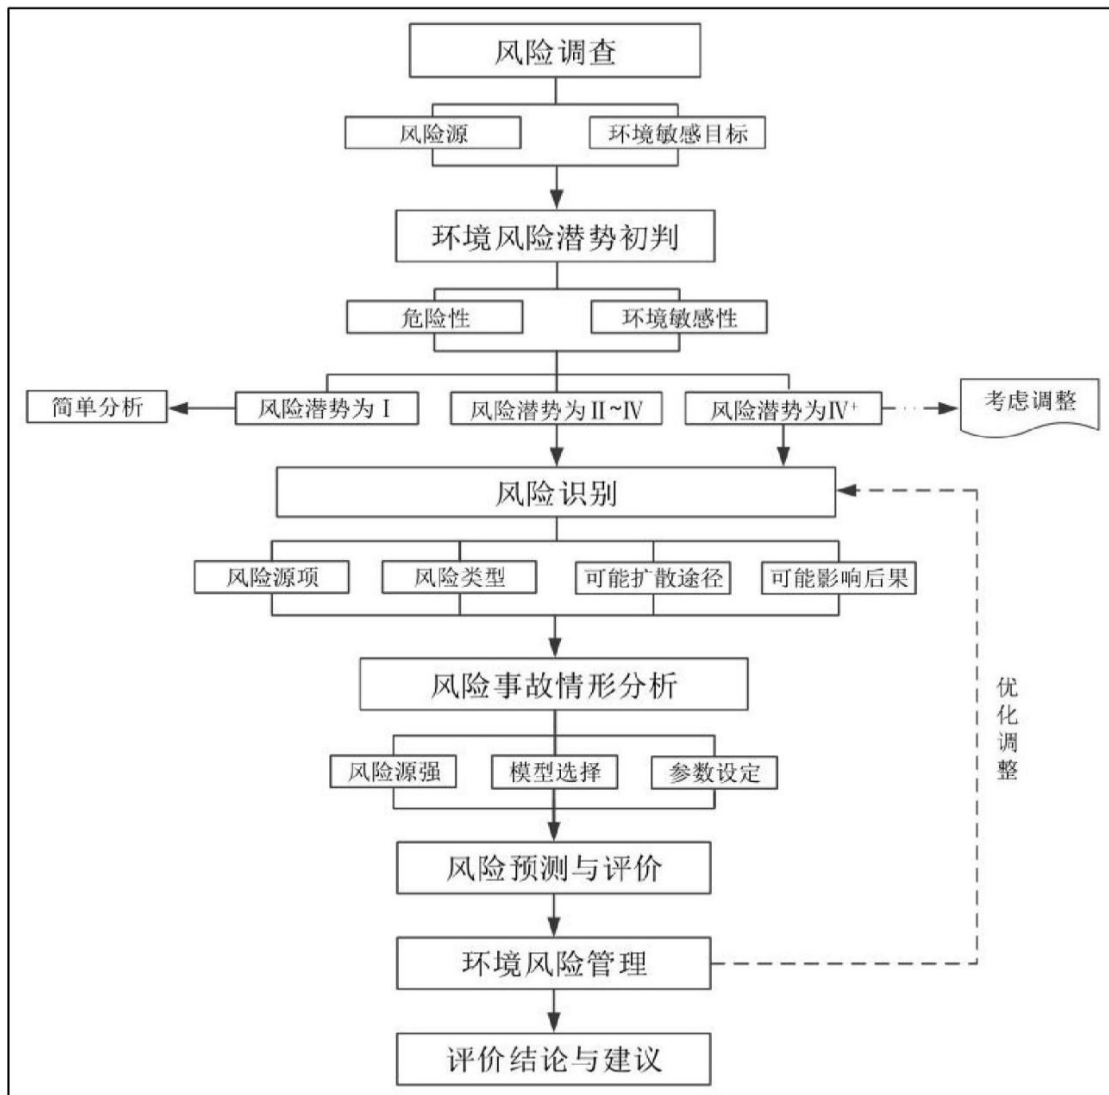 风险调查
风险源
环境敏感目标
环境风险潜势初判
危险性
环境敏感性
简单分析
风险潜势为Ⅰ
风险潜势为Ⅱ~Ⅳ
风险潜势为Ⅳ⁺
考虑调整
风险识别
风险源项
风险类型
可能扩散途径
可能影响后果
风险事故情形分析
风险源强
模型选择
参数设定
优化调整
风险预测与评价
环境风险管理
评价结论与建议